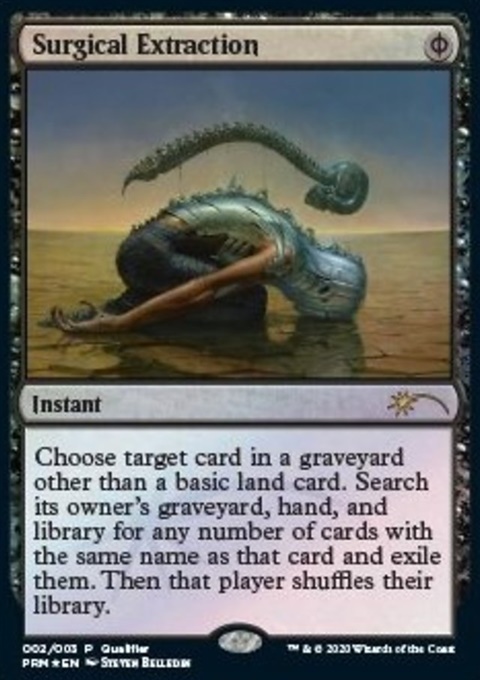 Surgical Extraction
Instant
Choose target card in a graveyard
other than a basic land card. Search
its owner's graveyard, hand, and
library for any number of cards with
the same name as that card and exile
them. Then that player shuffles their
library.
002/003 P Qualifier
PRM★EN Steven Belledin
™ & © 2020 Wizards of the Coast